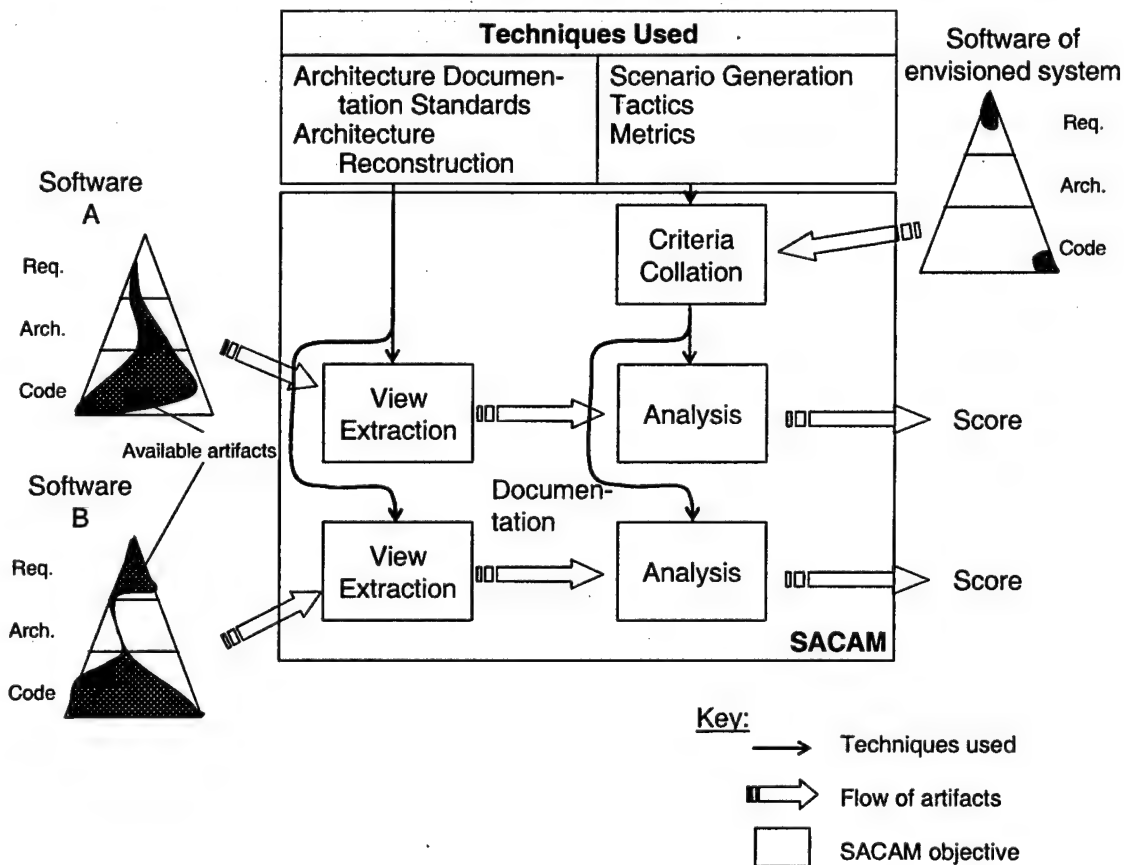 Techniques Used
Architecture Documen-
tation Standards
Architecture
Reconstruction
Scenario Generation
Tactics
Metrics
Software of
envisioned system
Req.
Arch.
Code
Software
A
Req.
Arch.
Code
Available artifacts
Software
B
Req.
Arch.
Code
Criteria
Collation
View
Extraction
Analysis
Score
Documen-
tation
View
Extraction
Analysis
Score
SACAM
Key:
Techniques used
Flow of artifacts
SACAM objective